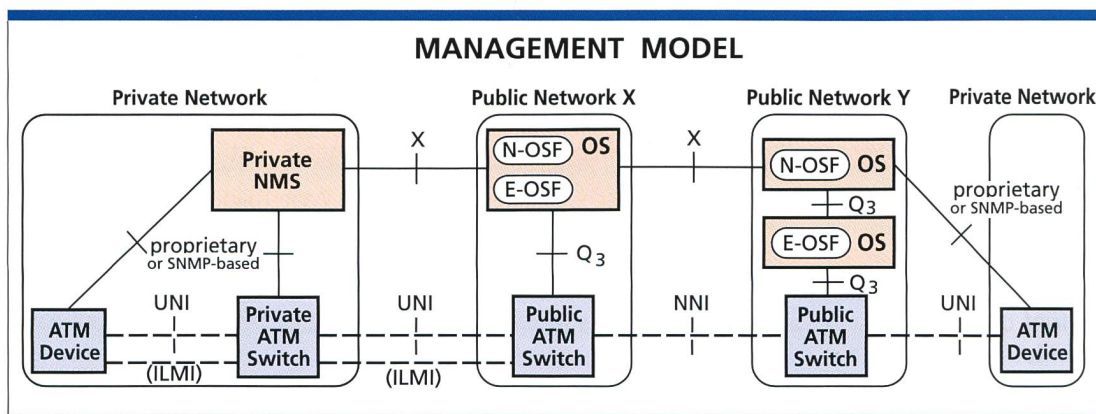 MANAGEMENT MODEL
Private Network
Public Network X
Public Network Y
Private Network
Private
NMS
X
N-OSF
OS
E-OSF
X
N-OSF
OS
Q3
E-OSF
OS
Q3
proprietary
or SNMP-based
Q3
proprietary
or SNMP-based
ATM
Device
UNI
(ILMI)
Private
ATM
Switch
UNI
(ILMI)
Public
ATM
Switch
NNI
Public
ATM
Switch
UNI
ATM
Device